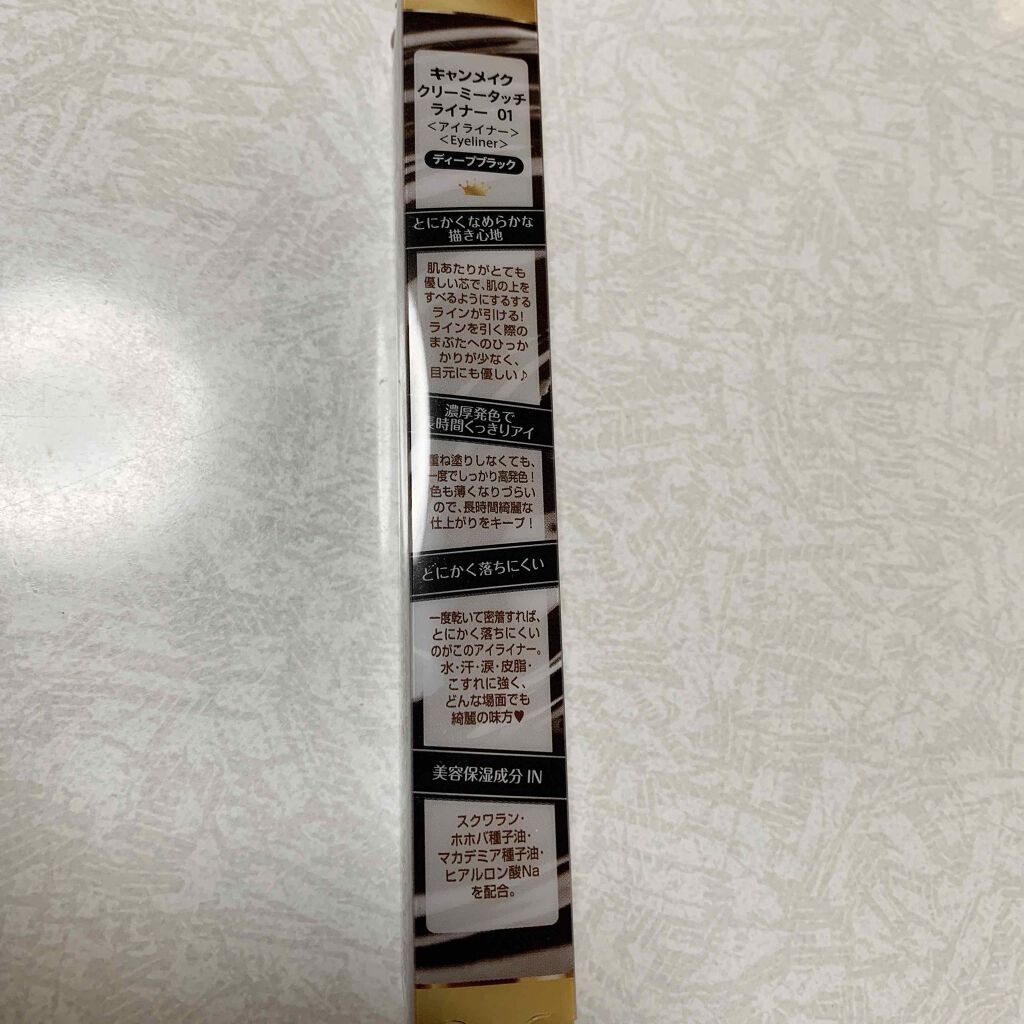 キャンメイク
クリーミータッチ
ライナー 01
<アイライナー>
<Eyeliner>
ディープブラック
とにかくなめらかな
描き心地
肌あたりがとても
優しい芯で、肌の上を
すべるようにするする
ラインが引ける!
ラインを引く際の
まぶたへのひっか
かりが少なく、
目元にも優しい♪
濃厚発色で
長時間くっきりアイ
重ね塗りしなくても、
一度でしっかり高発色!
色も薄くなりづらい
ので、長時間綺麗な
仕上がりをキープ!
とにかく落ちにくい
一度乾いて密着すれば、
とにかく落ちにくい
のがこのアイライナー。
水・汗・涙・皮脂・
こすれに強く、
どんな場面でも
綺麗の味方♥
美容保湿成分 IN
スクワラン・
ホホバ種子油・
マカデミア種子油・
ヒアルロン酸Na
を配合。